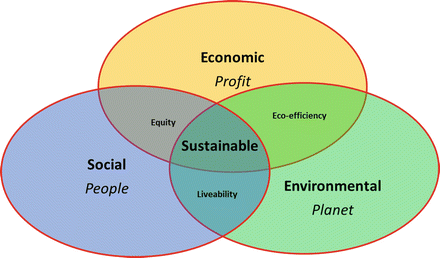 Economic
Profit
Equity
Eco-efficiency
Sustainable
Social
People
Liveability
Environmental
Planet